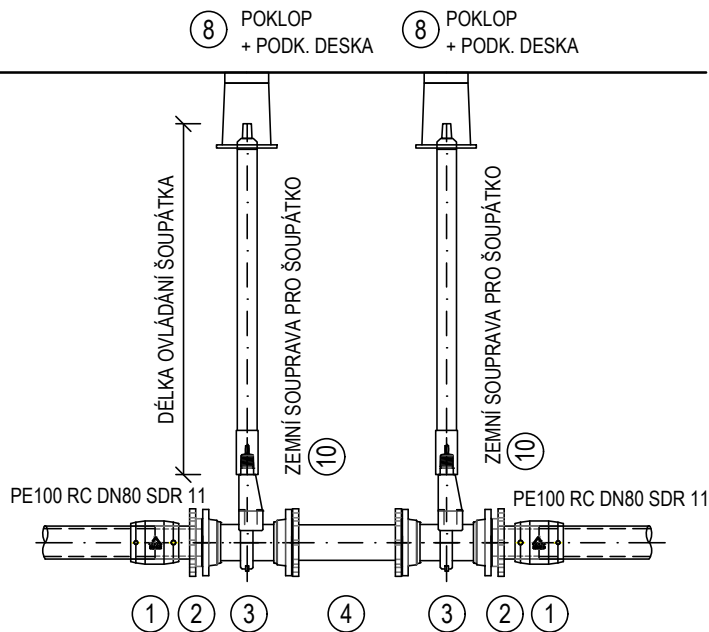 8
POKLOP
+ PODK. DESKA
8
POKLOP
+ PODK. DESKA
DÉLKA OVLÁDÁNÍ ŠOUPÁTKA
ZEMNÍ SOUPRAVA PRO ŠOUPÁTKO
10
ZEMNÍ SOUPRAVA PRO ŠOUPÁTKO
10
PE100 RC DN80 SDR 11
PE100 RC DN80 SDR 11
1 2 3 4 3 2 1